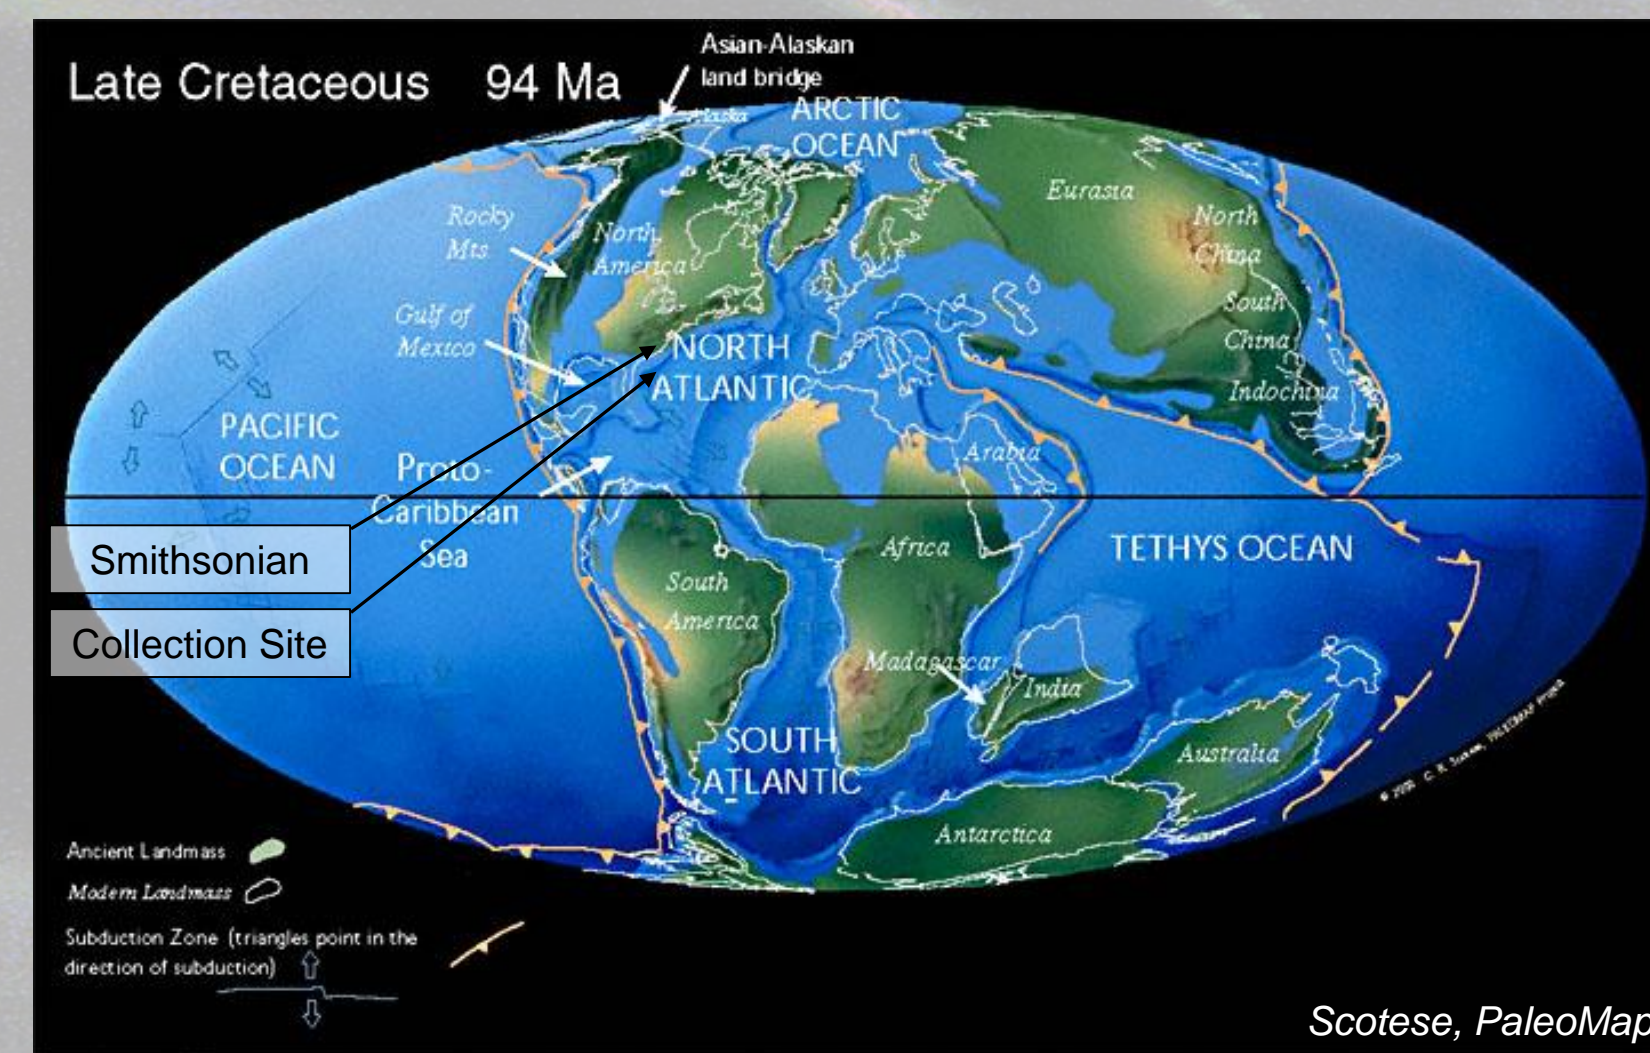 Late Cretaceous 94 Ma
Asian-Alaskan
land bridge
Alaska
ARCTIC
OCEAN
Eurasia
Rocky
Mts.
North
America
North
China
Gulf of
Mexico
South
China
NORTH
ATLANTIC
Indochina
PACIFIC
OCEAN
Proto-
Caribbean
Sea
Arabia
Smithsonian
Africa
TETHYS OCEAN
South
America
Collection Site
Madagascar
India
SOUTH
ATLANTIC
Australia
Antarctica
Ancient Landmass
Modern Landmass
Subduction Zone (triangles point in the
direction of subduction)
Scotese, PaleoMap